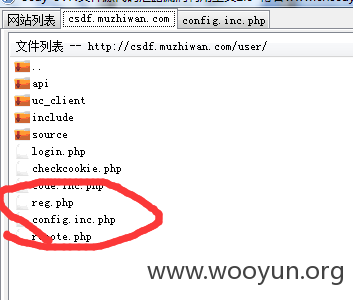 网站列表 csdf.muzhiwan.com config.inc.php
文件列表 -- http://csdf.muzhiwan.com/user/
..
api
uc_client
include
source
login.php
checkcookie.php
code.inc.php
reg.php
config.inc.php
remote.php
www.wooyun.org